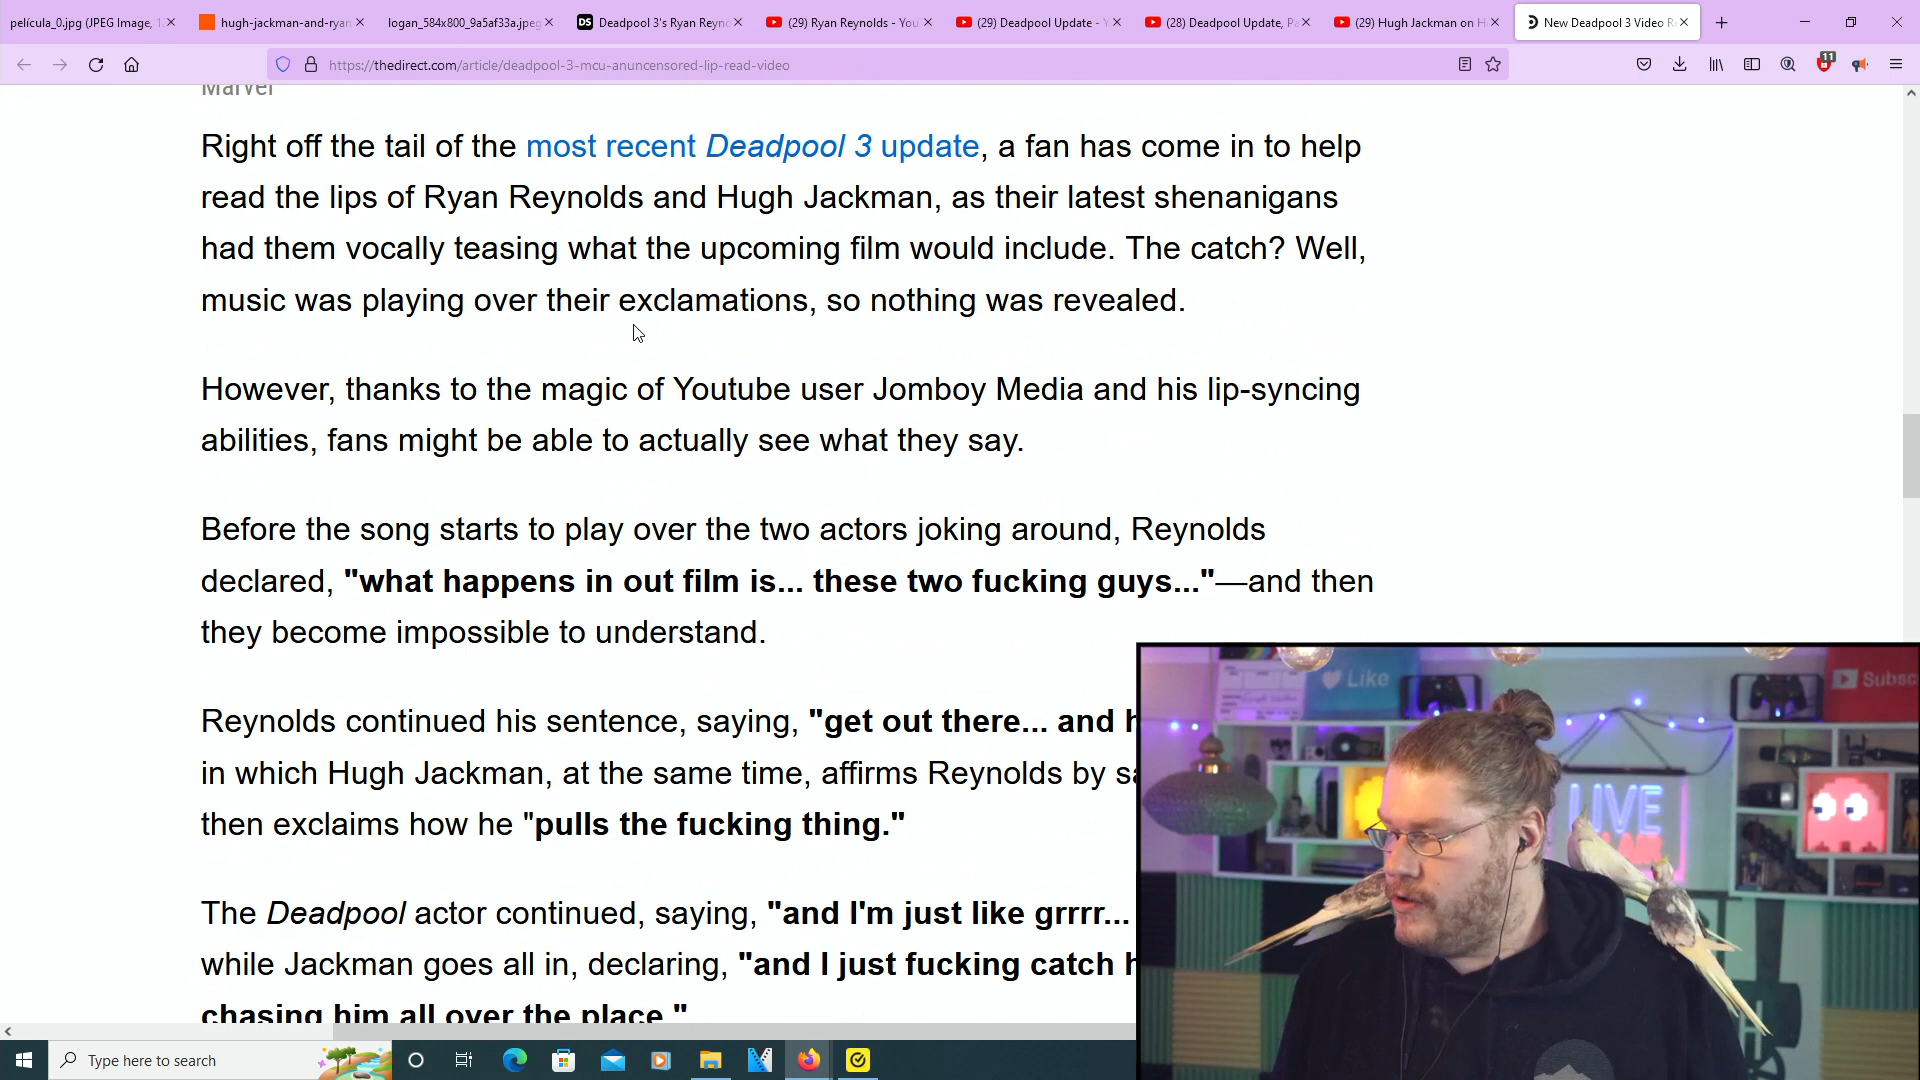 película_0.jpg (JPEG Image, 1.
hugh-jackman-and-ryan
logan_584x800_9a5af33a.jpeg
Deadpool 3's Ryan Reyno
(29) Ryan Reynolds - You
(29) Deadpool Update - Y
(28) Deadpool Update, Pa
(29) Hugh Jackman on H
New Deadpool 3 Video R
https://thedirect.com/article/deadpool-3-mcu-anuncensored-lip-read-video
11
Marvel
Right off the tail of the most recent Deadpool 3 update, a fan has come in to help
read the lips of Ryan Reynolds and Hugh Jackman, as their latest shenanigans
had them vocally teasing what the upcoming film would include. The catch? Well,
music was playing over their exclamations, so nothing was revealed.
However, thanks to the magic of Youtube user Jomboy Media and his lip-syncing
abilities, fans might be able to actually see what they say.
Before the song starts to play over the two actors joking around, Reynolds
declared, "what happens in out film is... these two fucking guys..."—and then
they become impossible to understand.
Reynolds continued his sentence, saying, "get out there... and h
in which Hugh Jackman, at the same time, affirms Reynolds by sa
then exclaims how he "pulls the fucking thing."
The Deadpool actor continued, saying, "and I'm just like grrrr...
while Jackman goes all in, declaring, "and I just fucking catch h
chasing him all over the place."
Like
Subsc
LIVE
Type here to search